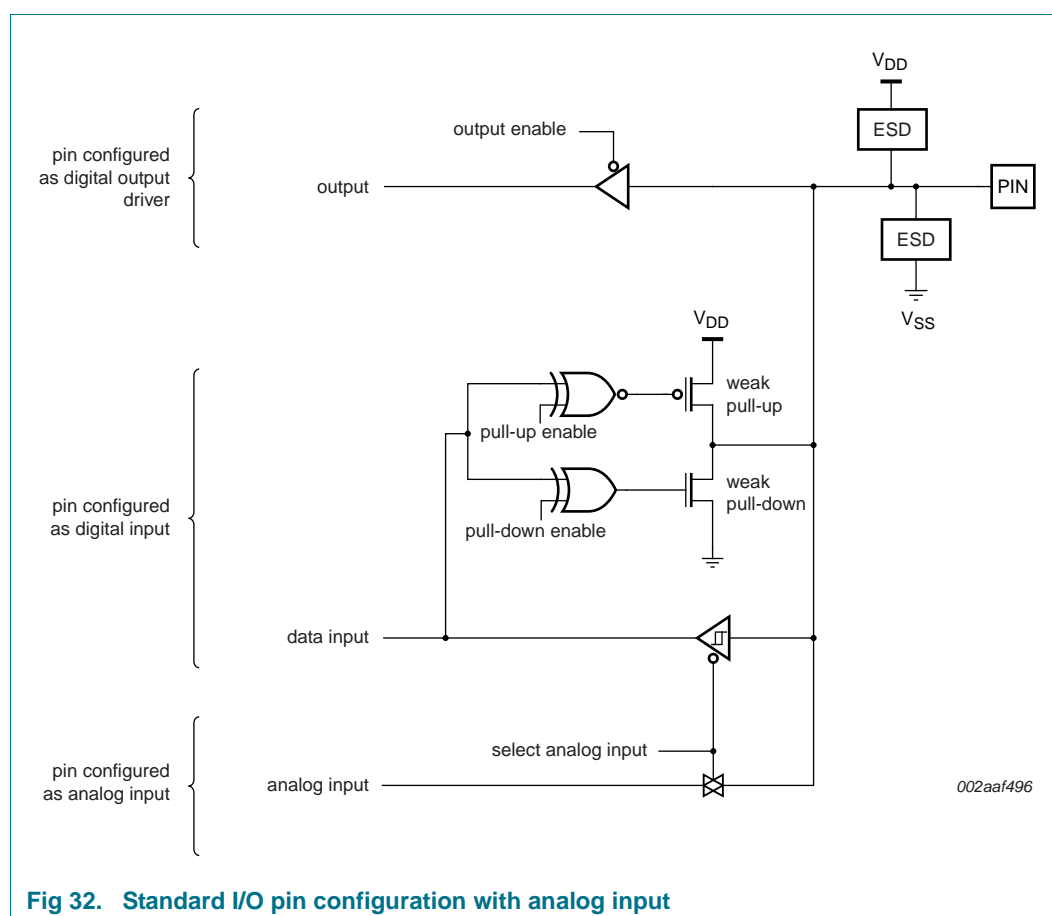 V_DD
ESD
output enable
pin configured
as digital output
driver
output
PIN
ESD
V_SS
V_DD
weak
pull-up
pull-up enable
pin configured
as digital input
weak
pull-down
pull-down enable
data input
select analog input
pin configured
as analog input
analog input
002aaf496
Fig 32. Standard I/O pin configuration with analog input